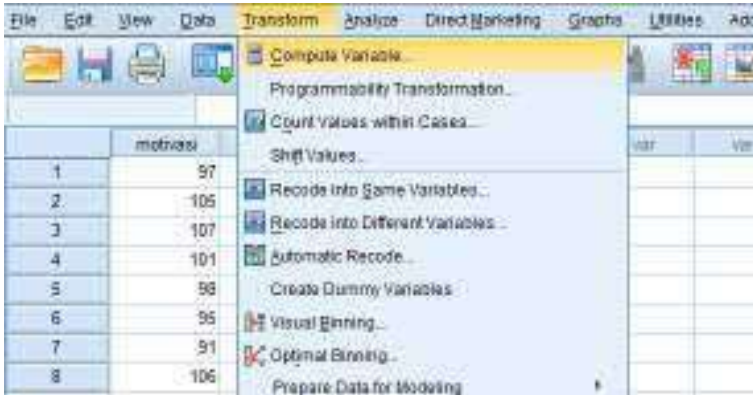 File Edit View Data Transform Analyze Direct Marketing Graphs Utilities
Compute Variable...
Programmability Transformation...
Count Values within Cases...
Shift Values...
Recode into Same Variables...
Recode into Different Variables...
Automatic Recode...
Create Dummy Variables
Visual Binning...
Optimal Binning...
Prepare Data for Modeling
motivasi var
1 97
2 105
3 107
4 101
5 98
6 95
7 91
8 106